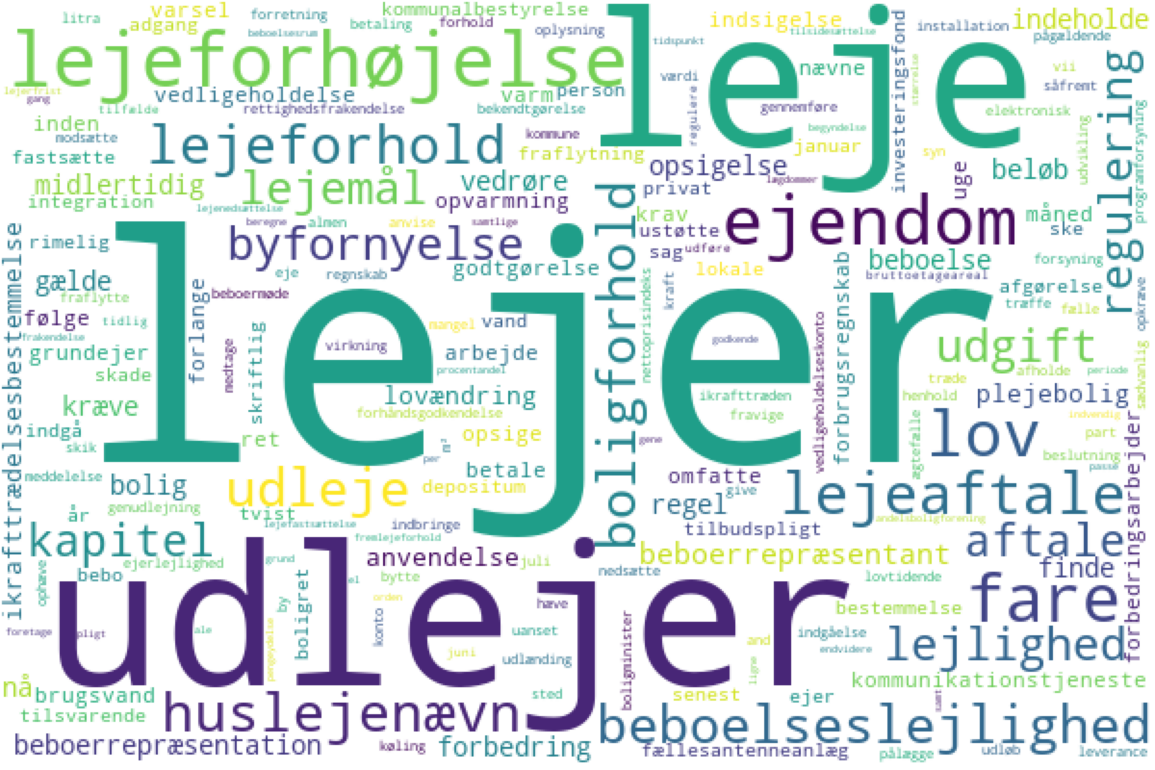 litra
varsel
adgang
forretning
beboelsesrum
betaling
kommunalbestyrelse
forhold
oplysning
lejeforhøjelse
leje
tidspunkt
indsigelse
tilsidesættelse
installation
indeholde
pågældende
lejerfrist
gang
vedligeholdelse
tilfælde
rettighedsfrakendelse
varm
person
bekendtgørelse
værdi
regulere
nævne
gennemføre
begyndelse
størrelse
investeringsfond
vii
såfremt
elektronisk
regulering
udvikling
programforsyning
inden
modsætte
fastsætte
lejeforhold
kommune
fraflytning
januar
syn
opsigelse
lægdommer
privat
uge
beløb
midlertidig
integration
lejemål
vedrøre
opvarmning
lejenedsættelse
almen
anvise
samtlige
beregne
boligforhold
krav
ustøtte
sag
udføre
ejendom
måned
ske
ikrafttrædelsesbestemmelse
rimelig
gælde
fraflytte
følge
tidlig
frakendelse
byfornyelse
eje
regnskab
beboermøde
godtgørelse
lokale
kraft
beboelse
bruttoetageareal
forsyning
afgørelse
træffe
fælle
opkræve
forlange
lejer
mangel
vand
virkning
nettoprisindeks
godkende
forbrugsregnskab
vedligeholdelseskonto
udgift
grundejer
skade
medtage
skriftlig
arbejde
procentandel
lovændring
ikrafttræden
fravige
træde
afholde
periode
henhold
sædvanlig
plejebolig
kræve
indgå
skik
forhåndsgodkendelse
ret
opsige
m²
per
gene
ægtefælle
lov
indvendig
part
beslutning
passe
meddelelse
bolig
genudlejning
udleje
betale
depositum
omfatte
regel
give
tilbudspligt
lejeaftale
andelsboligforening
forbedringsarbejder
år
kapitel
tvist
lejefastsættelse
indbringe
fremlejeforhold
aftale
ophæve
bebo
ejerlejlighed
grund
el
anvendelse
juli
bytte
nedsætte
beboerrepræsentant
lovtidende
finde
foretage
pligt
udlejer
ale
pengeydelse
by
boligret
konto
orden
hæve
juni
uanset
udlænding
boligminister
and
ligne
bestemmelse
indgåelse
endvidere
fare
lejlighed
nå
brugsvand
tilsvarende
huslejenævn
sted
senest
ejer
kommunikationstjeneste
samt
beboelseslejlighed
beboerrepræsentation
køling
forbedring
fællesantenneanlæg
pålægge
udløb
leverance